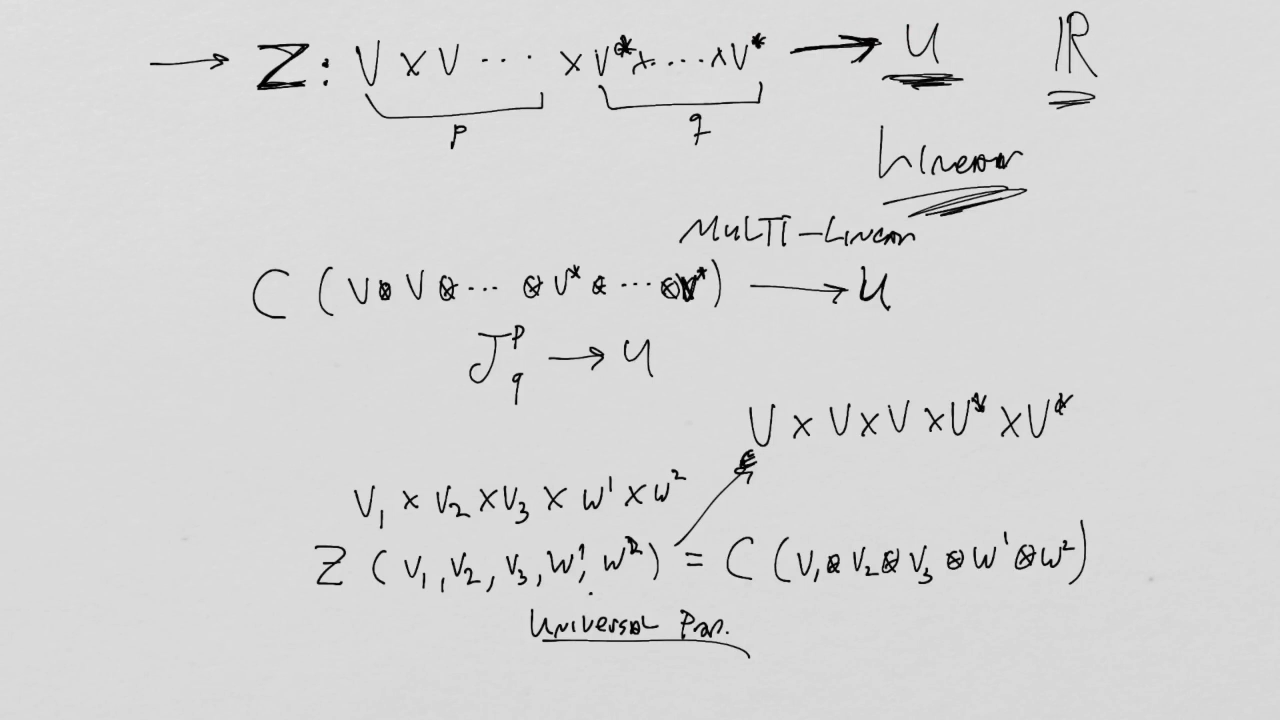 → Z: V × V ⋯ × V* × ⋯ × V* → U ℝ
p q
Linear
MULTI-Linear
C (V ⊗ V ⊗ ⋯ ⊗ V* ⊗ ⋯ ⊗ V*) → U
J^p_q → U
V × V × V × V* × V*
V₁ × V₂ × V₃ × W¹ × W²
Z (V₁, V₂, V₃, W¹, W²) = C (V₁ ⊗ V₂ ⊗ V₃ ⊗ W¹ ⊗ W²)
Universal